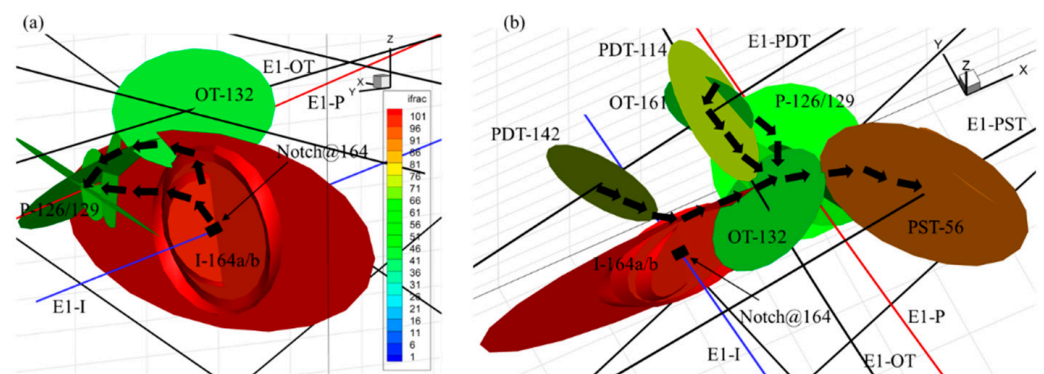 (a)
E1-OT
OT-132
E1-P
Z
X
Y
ifrac
101
96
91
86
81
76
71
66
61
56
51
46
41
36
31
26
21
16
11
6
1
Notch@164
P-126/129
I-164a/b
E1-I
(b)
PDT-114
E1-PDT
Y
Z
X
OT-161
P-126/129
E1-PST
PDT-142
PST-56
OT-132
I-164a/b
Notch@164
E1-P
E1-I
E1-OT